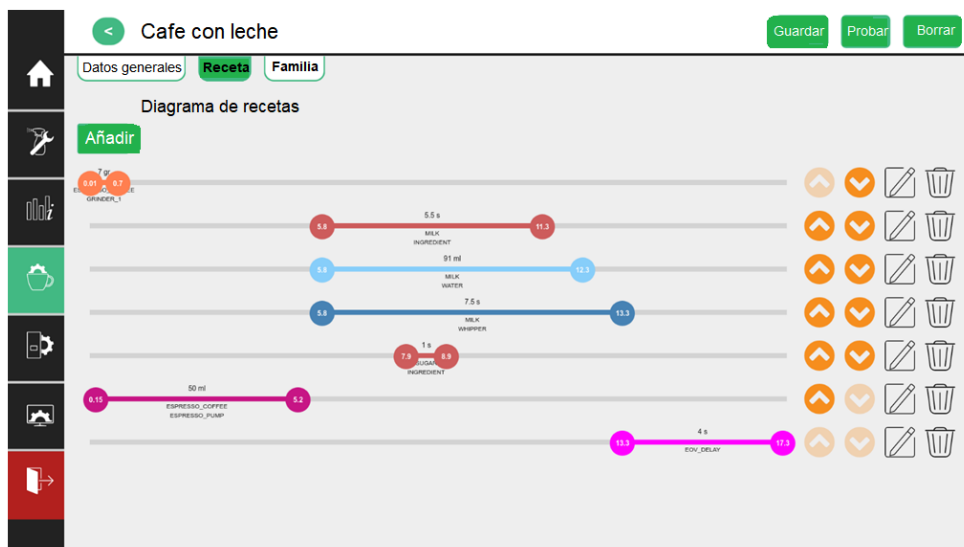 <
Cafe con leche
Guardar
Probar
Borrar
Datos generales
Receta
Familia
Diagrama de recetas
Añadir
7 gr
0.01
0.7
GRINDER_1
5.5 s
5.8
11.3
MILK
INGREDIENT
91 ml
5.8
12.3
MILK
WATER
7.5 s
5.8
13.3
MILK
WHIPPER
1 s
7.9
8.9
INGREDIENT
50 ml
0.15
5.2
ESPRESSO_COFFEE
ESPRESSO_PUMP
4 s
13.3
17.3
EOV_DELAY